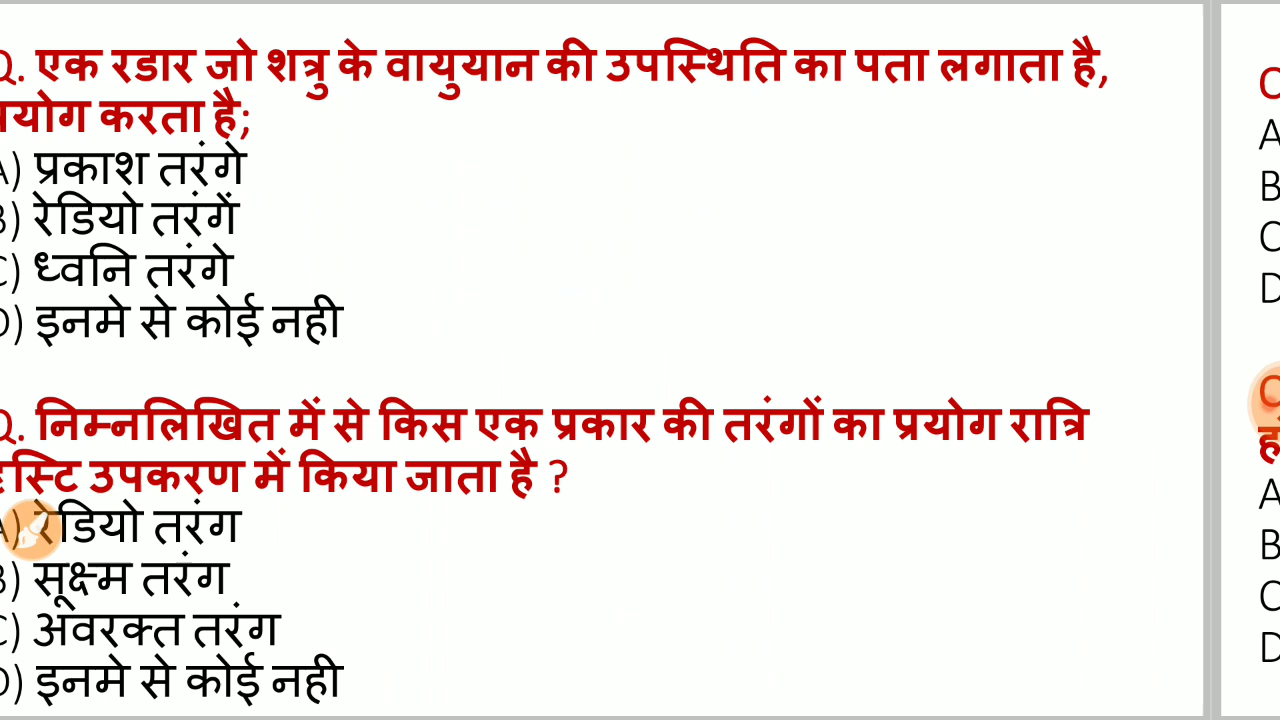 Q. एक रडार जो शत्रु के वायुयान की उपस्थिति का पता लगाता है,
करता है;
A) प्रकाश तरंगे
B) रेडियो तरंगें
C) ध्वनि तरंगे
D) इनमे से कोई नही
Q. निम्नलिखित में से किस एक प्रकार की तरंगों का प्रयोग रात्रि
उपकरण में किया जाता है ?
A) रेडियो तरंग
B) सूक्ष्म तरंग
C) अवरक्त तरंग
D) इनमे से कोई नही
A
B
C
D
A
B
C
D